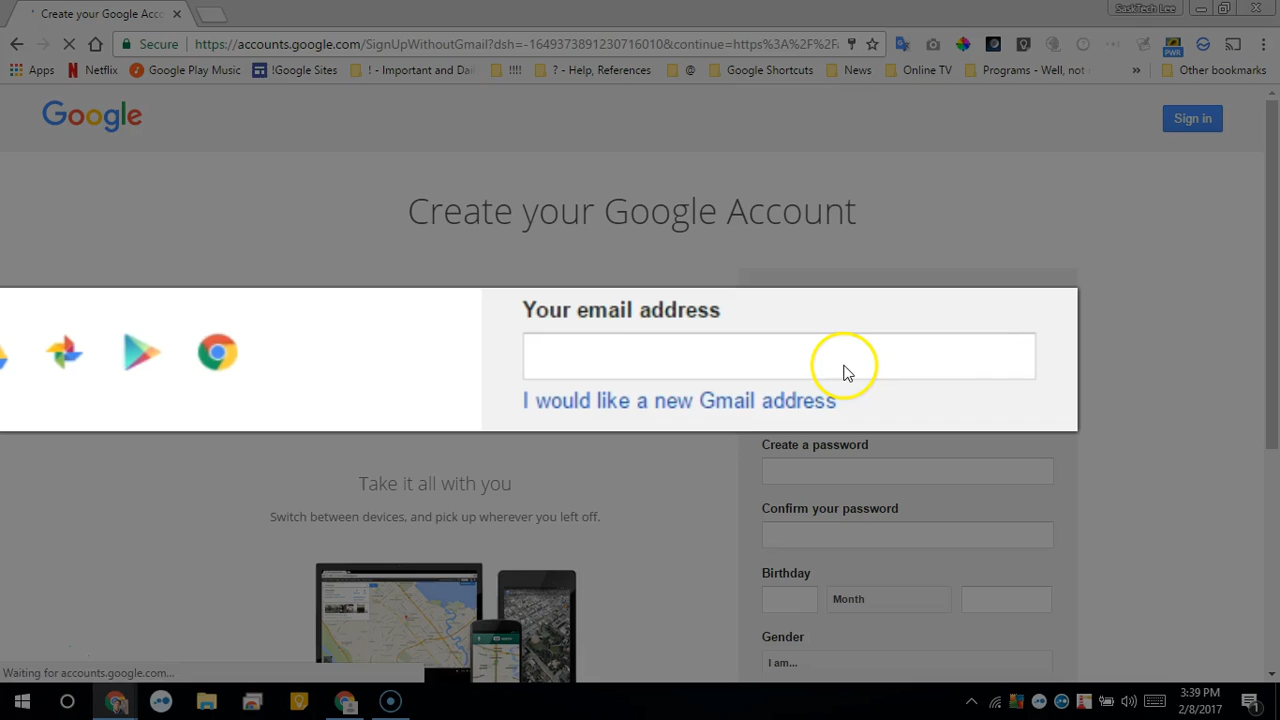 Create your Google Acco
SaskTech Lee
Secure
https://accounts.google.com/SignUpWithoutGmail?dsh=-1649373891230716010&continue=https%3A%2F%2F
Apps
Netflix
Google Play Music
!Google Sites
! - Important and Dai
!!!!
? - Help, References
@
Google Shortcuts
News
Online TV
Programs - Well, not
»
Other bookmarks
PWR
Google
Sign in
Create your Google Account
Your email address
I would like a new Gmail address
Create a password
Take it all with you
Switch between devices, and pick up wherever you left off.
Confirm your password
Birthday
Month
Gender
I am...
Waiting for accounts.google.com...
3:39 PM
2/8/2017
1